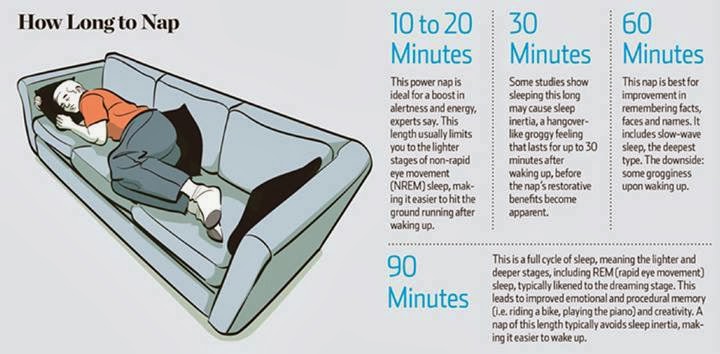 How Long to Nap
10 to 20
Minutes
This power nap is
ideal for a boost in
alertness and energy,
experts say. This
length usually limits
you to the lighter
stages of non-rapid
eye movement
(NREM) sleep, mak-
ing it easier to hit the
ground running after
waking up.
30
Minutes
Some studies show
sleeping this long
may cause sleep
inertia, a hangover-
like groggy feeling
that lasts for up to 30
minutes after
waking up, before
the nap's restorative
benefits become
apparent.
60
Minutes
This nap is best for
improvement in
remembering facts,
faces and names. It
includes slow-wave
sleep, the deepest
type. The downside:
some grogginess
upon waking up.
90
Minutes
This is a full cycle of sleep, meaning the lighter and
deeper stages, including REM (rapid eye movement)
sleep, typically likened to the dreaming stage. This
leads to improved emotional and procedural memory
(i.e. riding a bike, playing the piano) and creativity. A
nap of this length typically avoids sleep inertia, mak-
ing it easier to wake up.